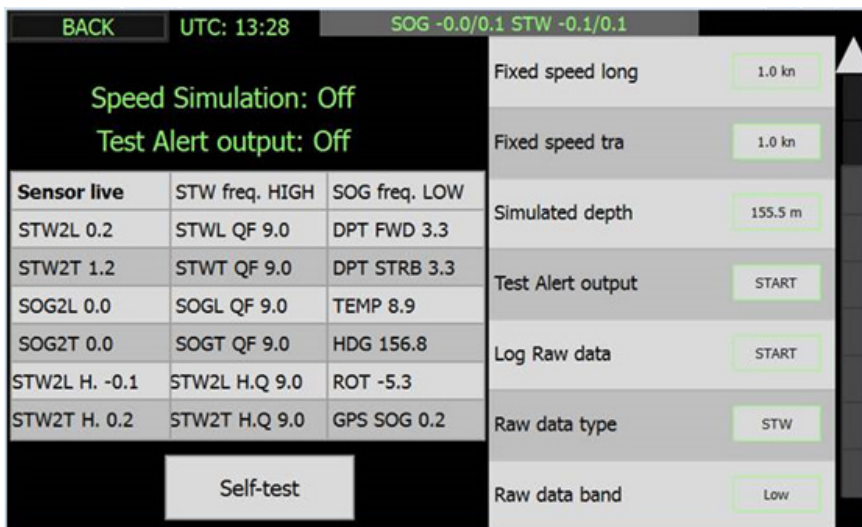 BACK UTC: 13:28 SOG -0.0/0.1 STW -0.1/0.1
Speed Simulation: Off
Test Alert output: Off
Sensor live STW freq. HIGH SOG freq. LOW
STW2L 0.2 STWL QF 9.0 DPT FWD 3.3
STW2T 1.2 STWT QF 9.0 DPT STRB 3.3
SOG2L 0.0 SOGL QF 9.0 TEMP 8.9
SOG2T 0.0 SOGT QF 9.0 HDG 156.8
STW2L H. -0.1 STW2L H.Q 9.0 ROT -5.3
STW2T H. 0.2 STW2T H.Q 9.0 GPS SOG 0.2
Self-test
Fixed speed long 1.0 kn
Fixed speed tra 1.0 kn
Simulated depth 155.5 m
Test Alert output START
Log Raw data START
Raw data type STW
Raw data band Low